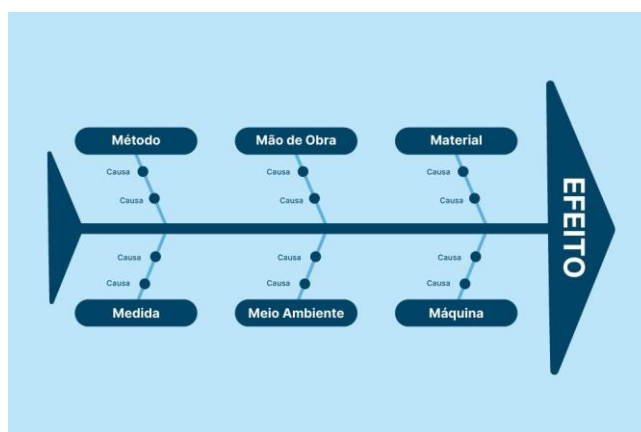 Método
Mão de Obra
Material
Causa
Causa
Causa
Causa
Causa
Causa
EFEITO
Causa
Causa
Causa
Causa
Causa
Causa
Medida
Meio Ambiente
Máquina